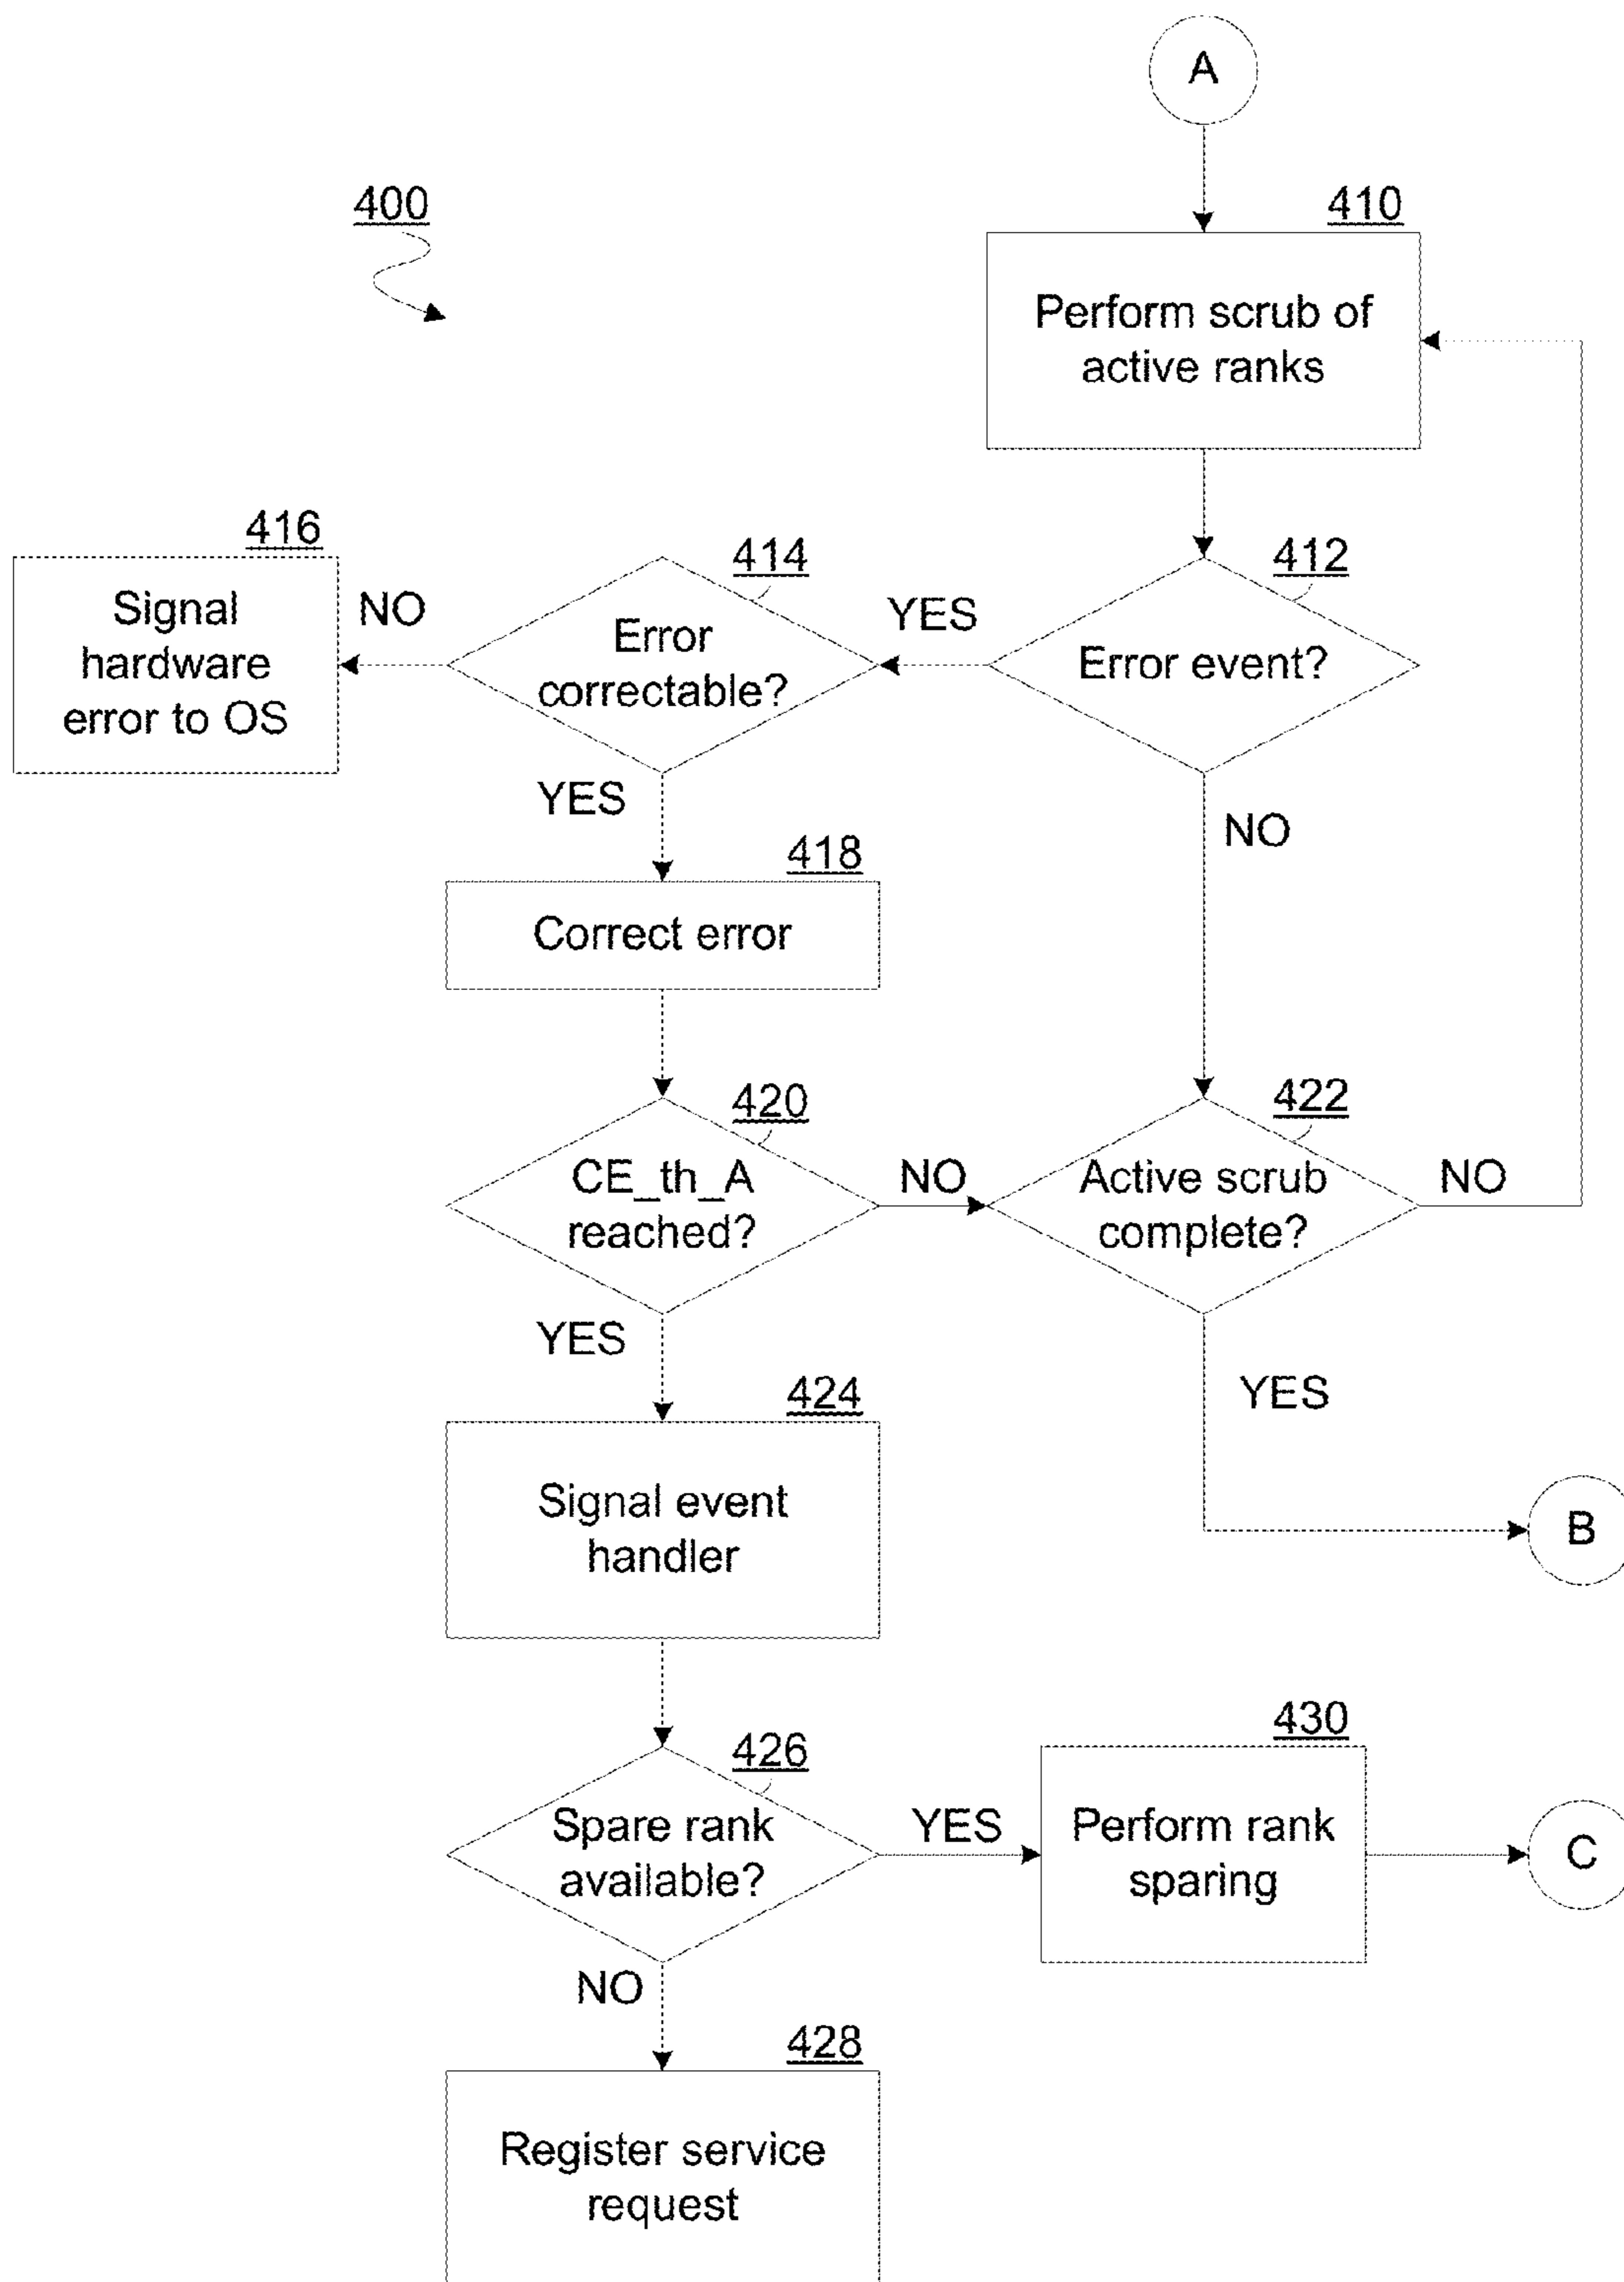 A
400
410
Perform scrub of
active ranks
416
Signal
hardware
error to OS
NO
414
Error
correctable?
YES
412
Error event?
YES
NO
418
Correct error
420
CE_th_A
reached?
NO
422
Active scrub
complete?
NO
YES
YES
424
Signal event
handler
B
426
Spare rank
available?
YES
430
Perform rank
sparing
C
NO
428
Register service
request